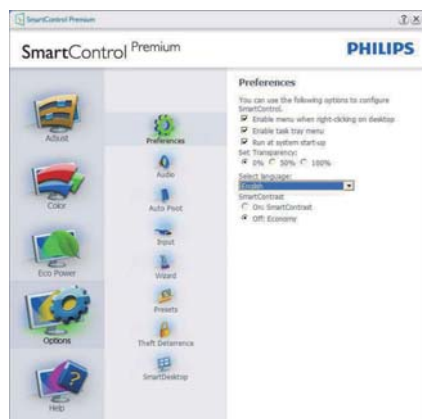 SmartControl Premium
SmartControl Premium
PHILIPS
Adjust
Color
Eco Power
Options
Help
Preferences
Audio
Auto Pivot
Input
Wizard
Presets
Theft Deterrence
SmartDesktop
Preferences
You can use the following options to configure
SmartControl.
Enable menu when right-clicking on desktop
Enable task tray menu
Run at system start-up
Set Transparency:
0% 50% 100%
Select language:
English
SmartContrast
On: SmartContrast
Off: Economy